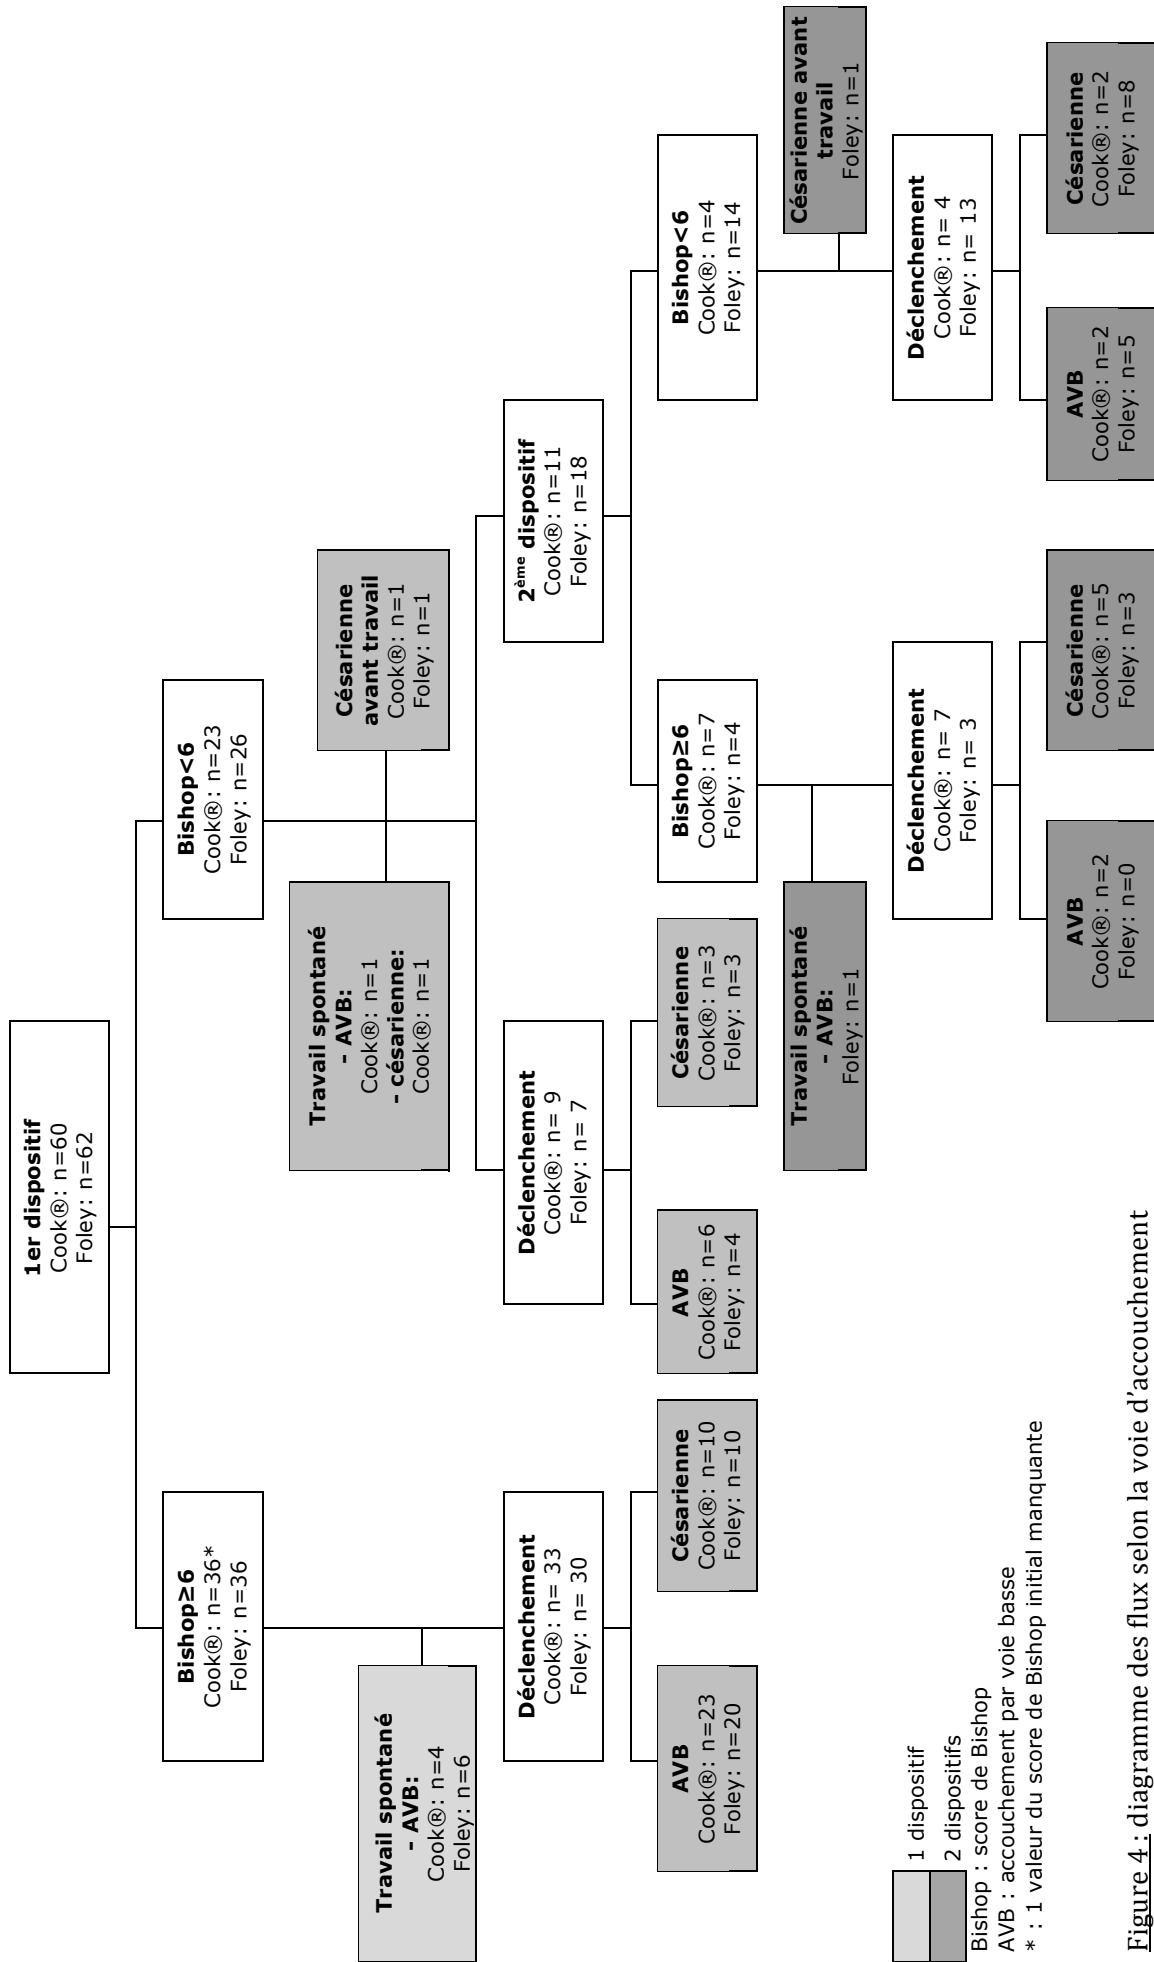 1er dispositif
Cook®: n=60
Foley: n=62
Bishop≥6
Cook®: n=36*
Foley: n=36
Bishop<6
Cook®: n=23
Foley: n=26
Travail spontané
- AVB:
Cook®: n=4
Foley: n=6
Travail spontané
- AVB:
Cook®: n=1
- césarienne:
Cook®: n=1
Césarienne
avant travail
Cook®: n=1
Foley: n=1
Déclenchement
Cook®: n= 33
Foley: n= 30
Déclenchement
Cook®: n= 9
Foley: n= 7
2ème dispositif
Cook®: n=11
Foley: n=18
AVB
Cook®: n=23
Foley: n=20
Césarienne
Cook®: n=10
Foley: n=10
AVB
Cook®: n=6
Foley: n=4
Césarienne
Cook®: n=3
Foley: n=3
Bishop≥6
Cook®: n=7
Foley: n=4
Bishop<6
Cook®: n=4
Foley: n=14
Travail spontané
- AVB:
Foley: n=1
Césarienne avant
travail
Foley: n=1
Déclenchement
Cook®: n= 7
Foley: n= 3
Déclenchement
Cook®: n= 4
Foley: n= 13
AVB
Cook®: n=2
Foley: n=0
Césarienne
Cook®: n=5
Foley: n=3
AVB
Cook®: n=2
Foley: n=5
Césarienne
Cook®: n=2
Foley: n=8
1 dispositif
2 dispositifs
Bishop : score de Bishop
AVB : accouchement par voie basse
* : 1 valeur du score de Bishop initial manquante
Figure 4 : diagramme des flux selon la voie d’accouchement